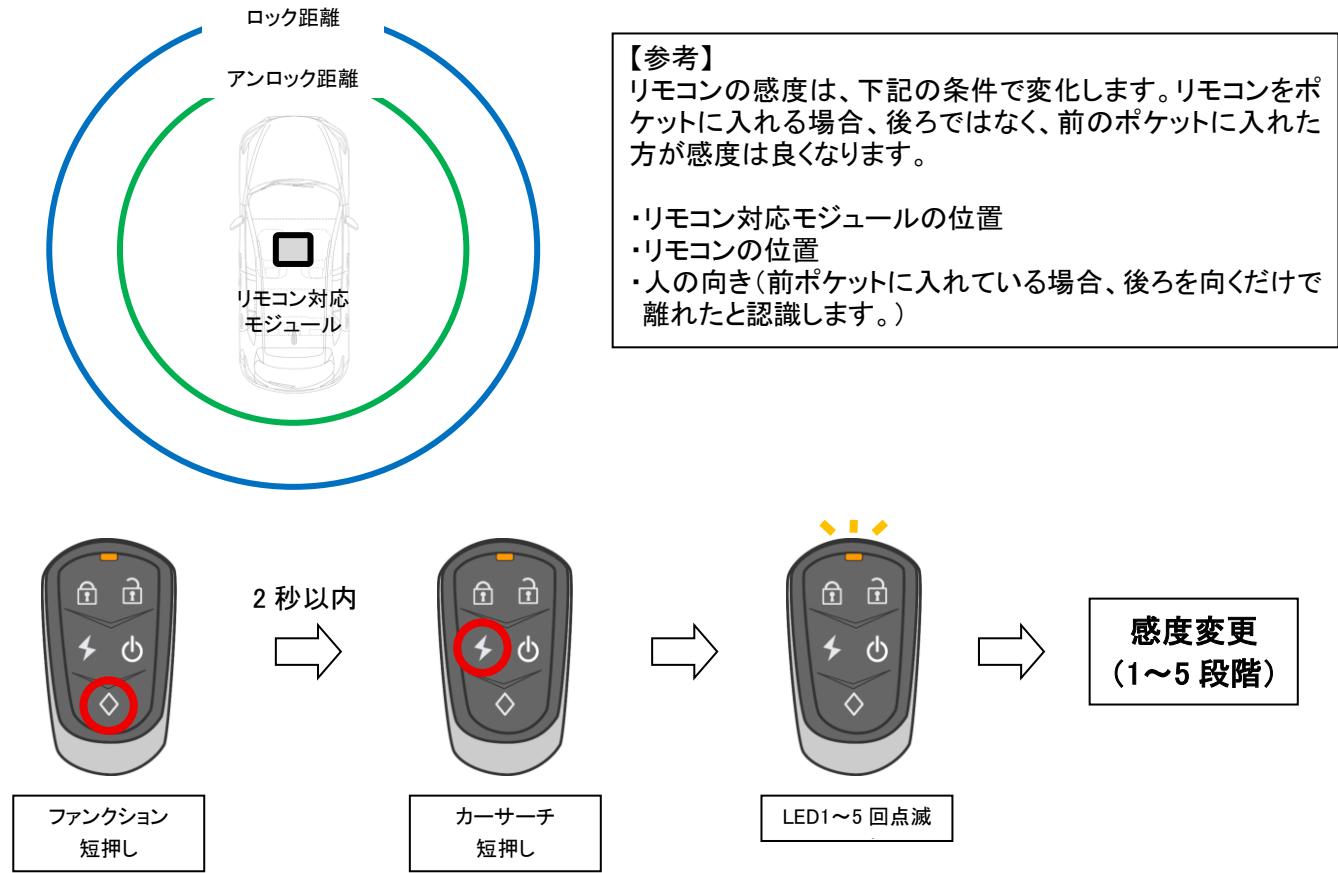 ロック距離
アンロック距離
リモコン対応
モジュール
【参考】
リモコンの感度は、下記の条件で変化します。リモコンをポ
ケットに入れる場合、後ろではなく、前のポケットに入れた
方が感度は良くなります。
・リモコン対応モジュールの位置
・リモコンの位置
・人の向き(前ポケットに入れている場合、後ろを向くだけで
離れたと認識します。)
2 秒以内
感度変更
(1~5 段階)
ファンクション
短押し
カーサーチ
短押し
LED1~5 回点滅